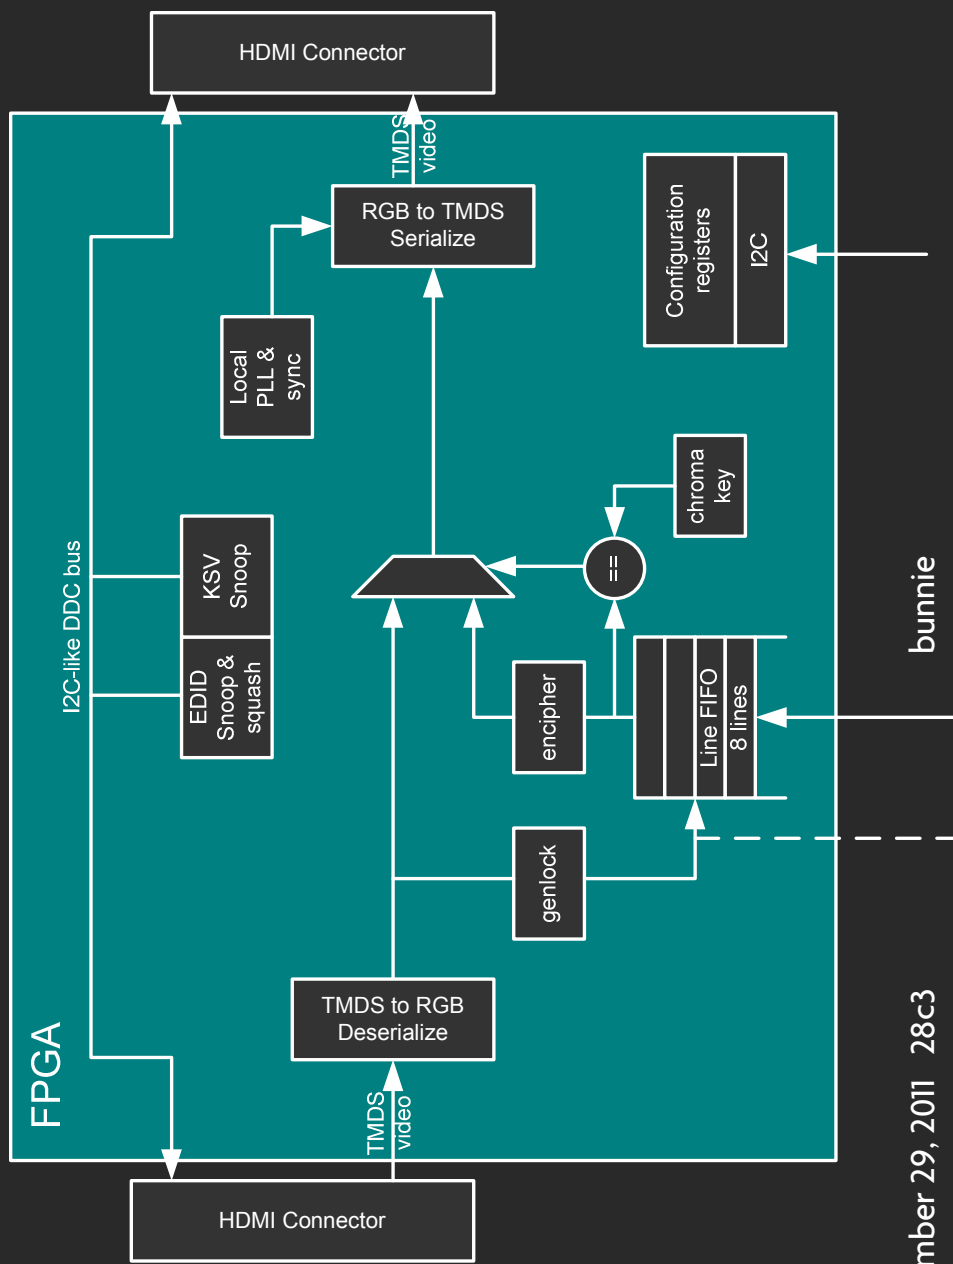 HDMI Connector
TMDS
video
RGB to TMDS
Serialize
Configuration
registers
I2C
Local
PLL &
sync
chroma
key
I2C-like DDC bus
KSV
Snoop
EDID
Snoop &
squash
==
encipher
Line FIFO
8 lines
bunnie
genlock
TMDS to RGB
Deserialize
FPGA
TMDS
video
HDMI Connector
mber 29, 2011 28c3